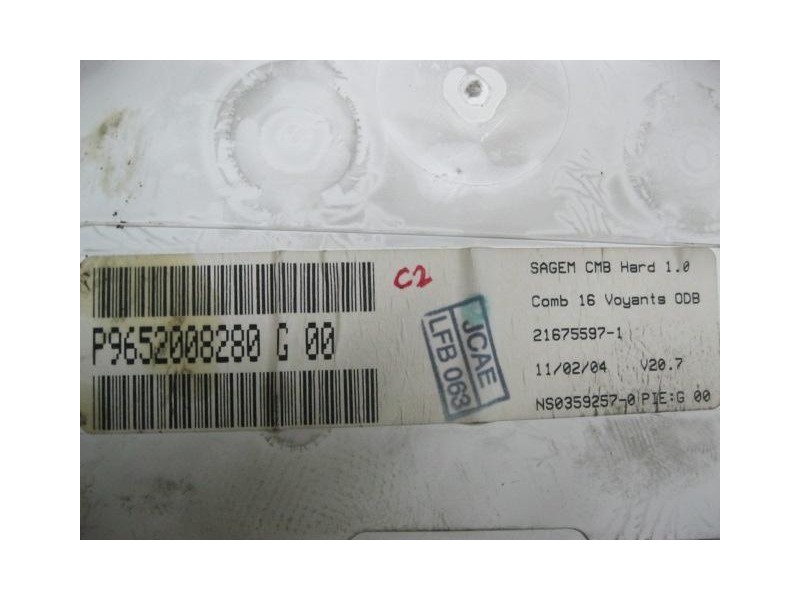 P9652008280 G 00
C2
JCAE
LFB 063
SAGEM CMB Hard 1.0
Comb 16 Voyants ODB
21675597-1
11/02/04 V20.7
NS0359257-0 PIE:G 00